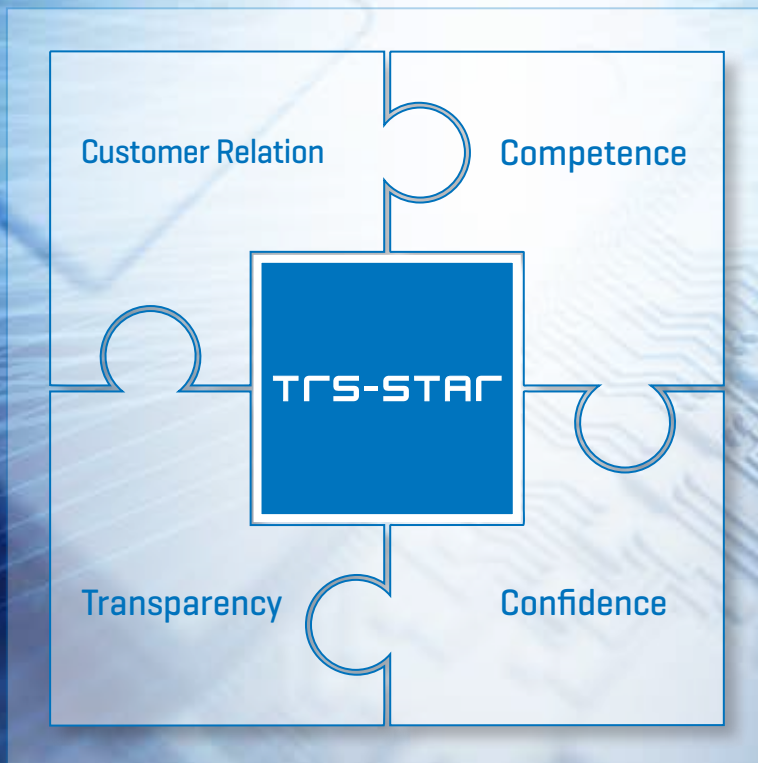 Customer Relation
Competence
TRS-STAR
Transparency
Confidence